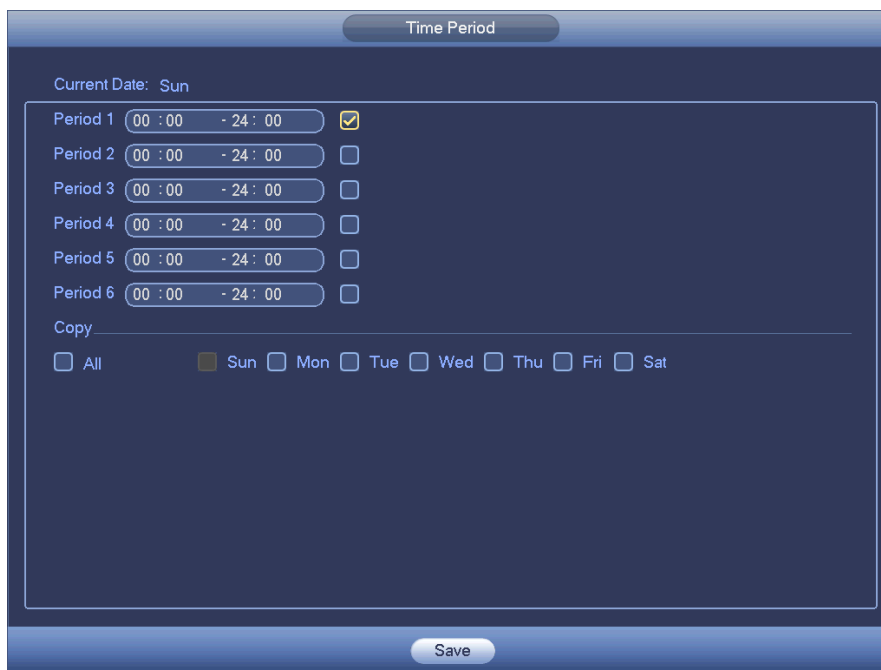 Time Period
Current Date: Sun
Period 1 00 :00 - 24 : 00
Period 2 00 :00 - 24 : 00
Period 3 00 :00 - 24 : 00
Period 4 00 :00 - 24 : 00
Period 5 00 :00 - 24 : 00
Period 6 00 :00 - 24 : 00
Copy
All Sun Mon Tue Wed Thu Fri Sat
Save